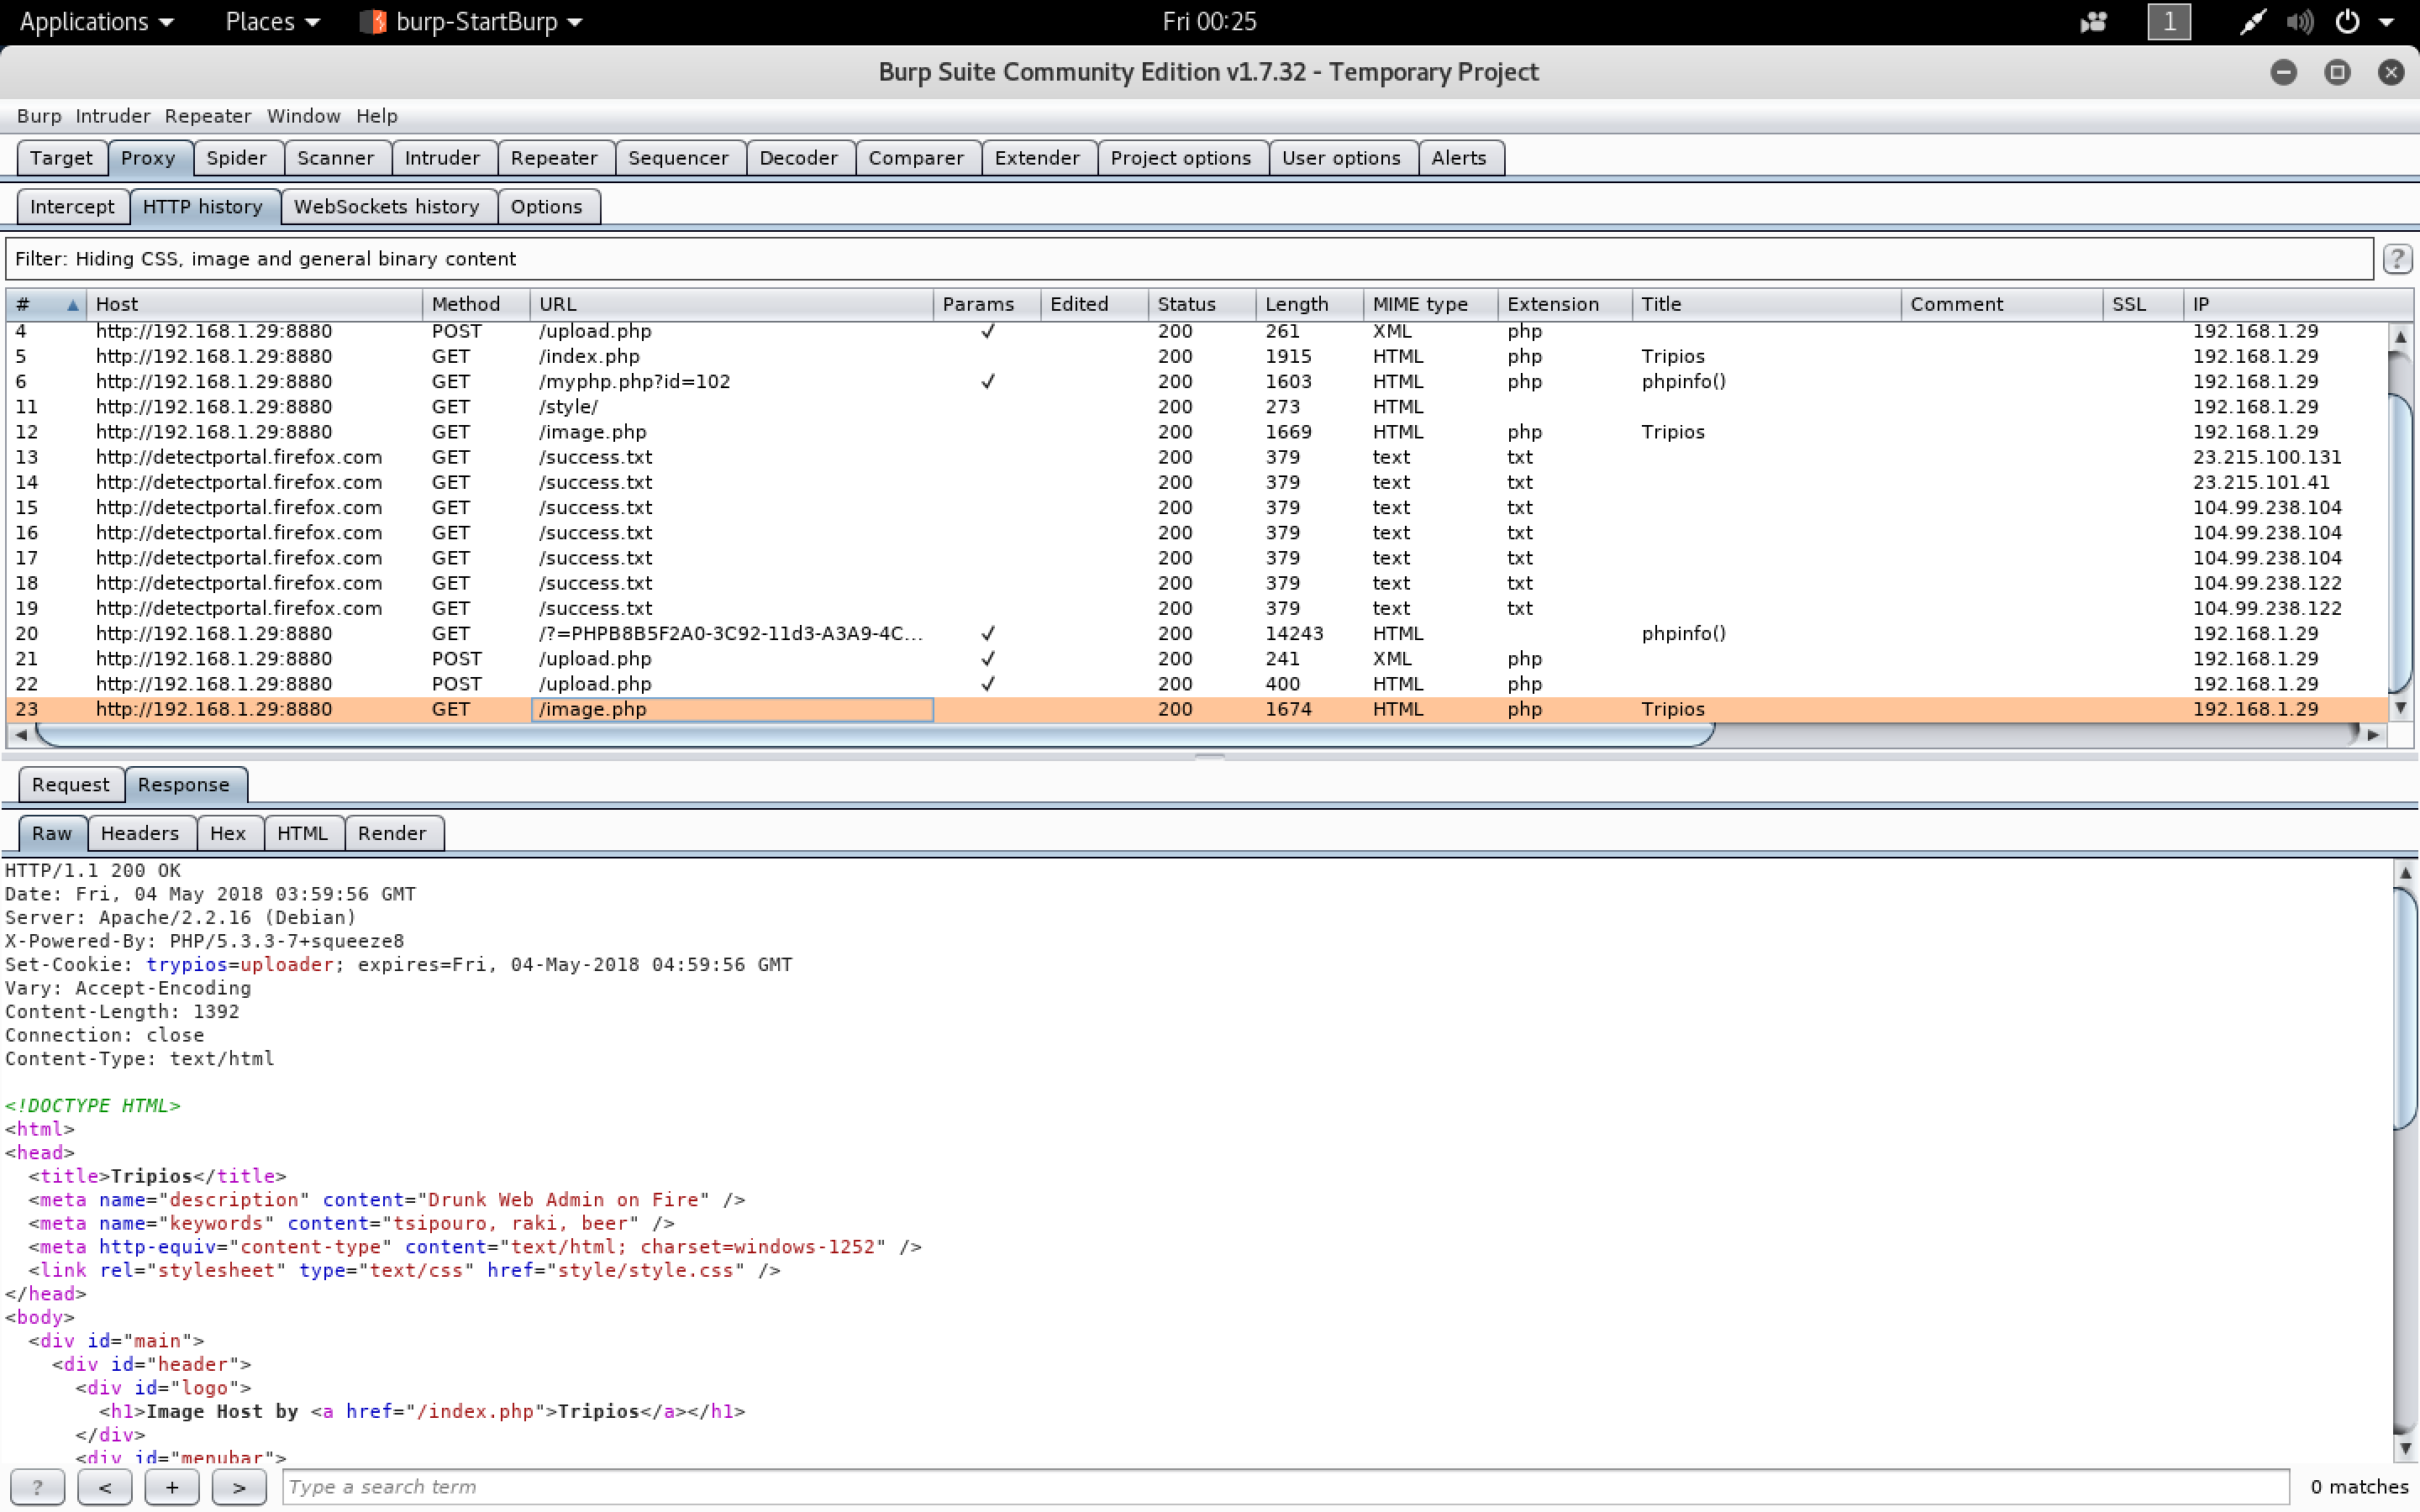 Applications Places burp-StartBurp Fri 00:25 1
Burp Suite Community Edition v1.7.32 - Temporary Project
Burp Intruder Repeater Window Help
Target Proxy Spider Scanner Intruder Repeater Sequencer Decoder Comparer Extender Project options User options Alerts
Intercept HTTP history WebSockets history Options
Filter: Hiding CSS, image and general binary content ?
# Host Method URL Params Edited Status Length MIME type Extension Title Comment SSL IP
4 http://192.168.1.29:8880 POST /upload.php ✓ 200 261 XML php 192.168.1.29
5 http://192.168.1.29:8880 GET /index.php 200 1915 HTML php Tripios 192.168.1.29
6 http://192.168.1.29:8880 GET /myphp.php?id=102 ✓ 200 1603 HTML php phpinfo() 192.168.1.29
11 http://192.168.1.29:8880 GET /style/ 200 273 HTML 192.168.1.29
12 http://192.168.1.29:8880 GET /image.php 200 1669 HTML php Tripios 192.168.1.29
13 http://detectportal.firefox.com GET /success.txt 200 379 text txt 23.215.100.131
14 http://detectportal.firefox.com GET /success.txt 200 379 text txt 23.215.101.41
15 http://detectportal.firefox.com GET /success.txt 200 379 text txt 104.99.238.104
16 http://detectportal.firefox.com GET /success.txt 200 379 text txt 104.99.238.104
17 http://detectportal.firefox.com GET /success.txt 200 379 text txt 104.99.238.104
18 http://detectportal.firefox.com GET /success.txt 200 379 text txt 104.99.238.122
19 http://detectportal.firefox.com GET /success.txt 200 379 text txt 104.99.238.122
20 http://192.168.1.29:8880 GET /?=PHPB8B5F2A0-3C92-11d3-A3A9-4C... ✓ 200 14243 HTML phpinfo() 192.168.1.29
21 http://192.168.1.29:8880 POST /upload.php ✓ 200 241 XML php 192.168.1.29
22 http://192.168.1.29:8880 POST /upload.php ✓ 200 400 HTML php 192.168.1.29
23 http://192.168.1.29:8880 GET /image.php 200 1674 HTML php Tripios 192.168.1.29
Request Response
Raw Headers Hex HTML Render
HTTP/1.1 200 OK
Date: Fri, 04 May 2018 03:59:56 GMT
Server: Apache/2.2.16 (Debian)
X-Powered-By: PHP/5.3.3-7+squeeze8
Set-Cookie: trypios=uploader; expires=Fri, 04-May-2018 04:59:56 GMT
Vary: Accept-Encoding
Content-Length: 1392
Connection: close
Content-Type: text/html
<!DOCTYPE HTML>
<html>
<head>
<title>Tripios</title>
<meta name="description" content="Drunk Web Admin on Fire" />
<meta name="keywords" content="tsipouro, raki, beer" />
<meta http-equiv="content-type" content="text/html; charset=windows-1252" />
<link rel="stylesheet" type="text/css" href="style/style.css" />
</head>
<body>
<div id="main">
<div id="header">
<div id="logo">
<h1>Image Host by <a href="/index.php">Tripios</a></h1>
</div>
<div id="menubar">
? < + > Type a search term 0 matches